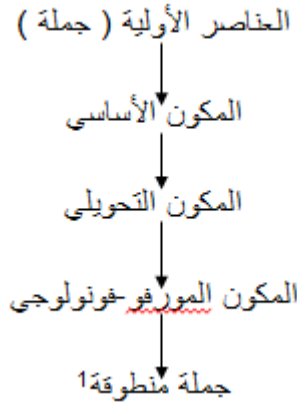 العناصر الأولية ( جملة )
المكون الأساسي
المكون التحويلي
المكون المورفو-فونولوجي
جملة منطوقة1